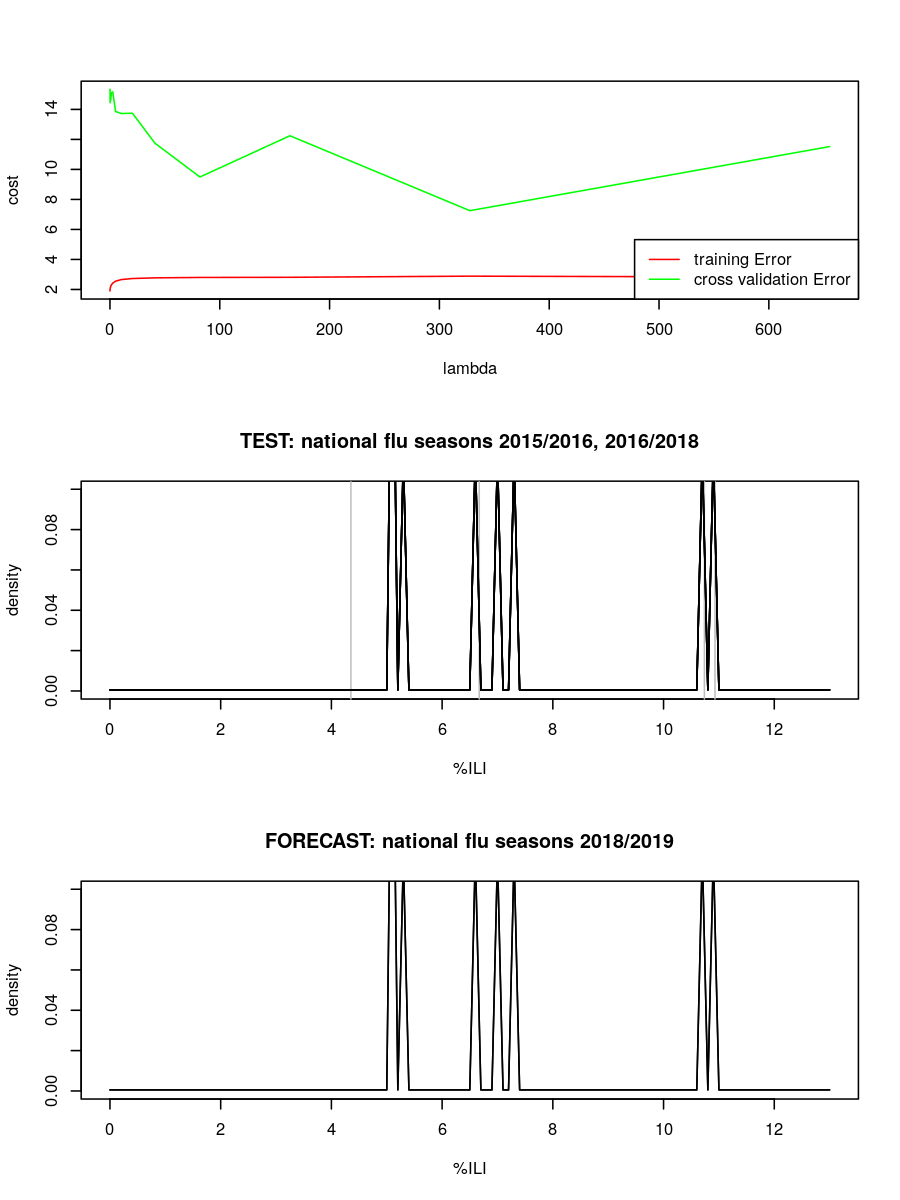 cost
2
4
6
8
10
14
training Error
cross validation Error
0 100 200 300 400 500 600
lambda
TEST: national flu seasons 2015/2016, 2016/2018
density
0.00
0.04
0.08
0 2 4 6 8 10 12
%ILI
FORECAST: national flu seasons 2018/2019
density
0.00
0.04
0.08
0 2 4 6 8 10 12
%ILI